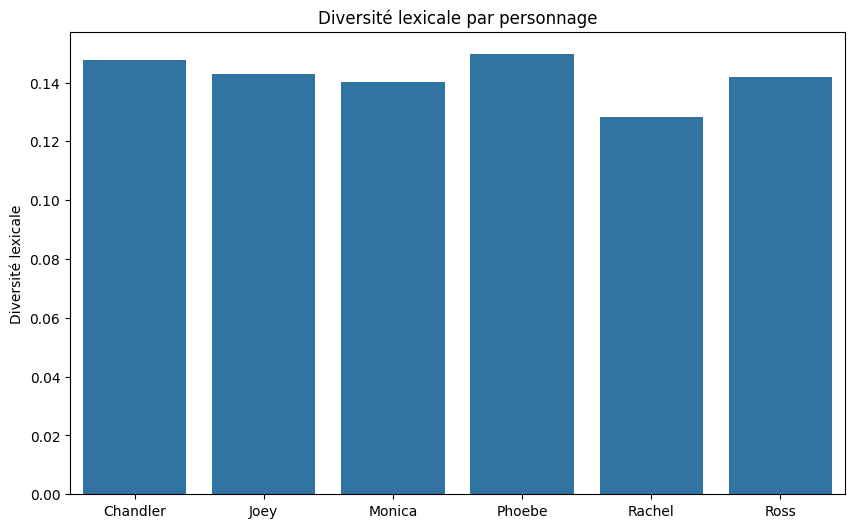 Diversité lexicale par personnage
Diversité lexicale
0.14
0.12
0.10
0.08
0.06
0.04
0.02
0.00
Chandler Joey Monica Phoebe Rachel Ross